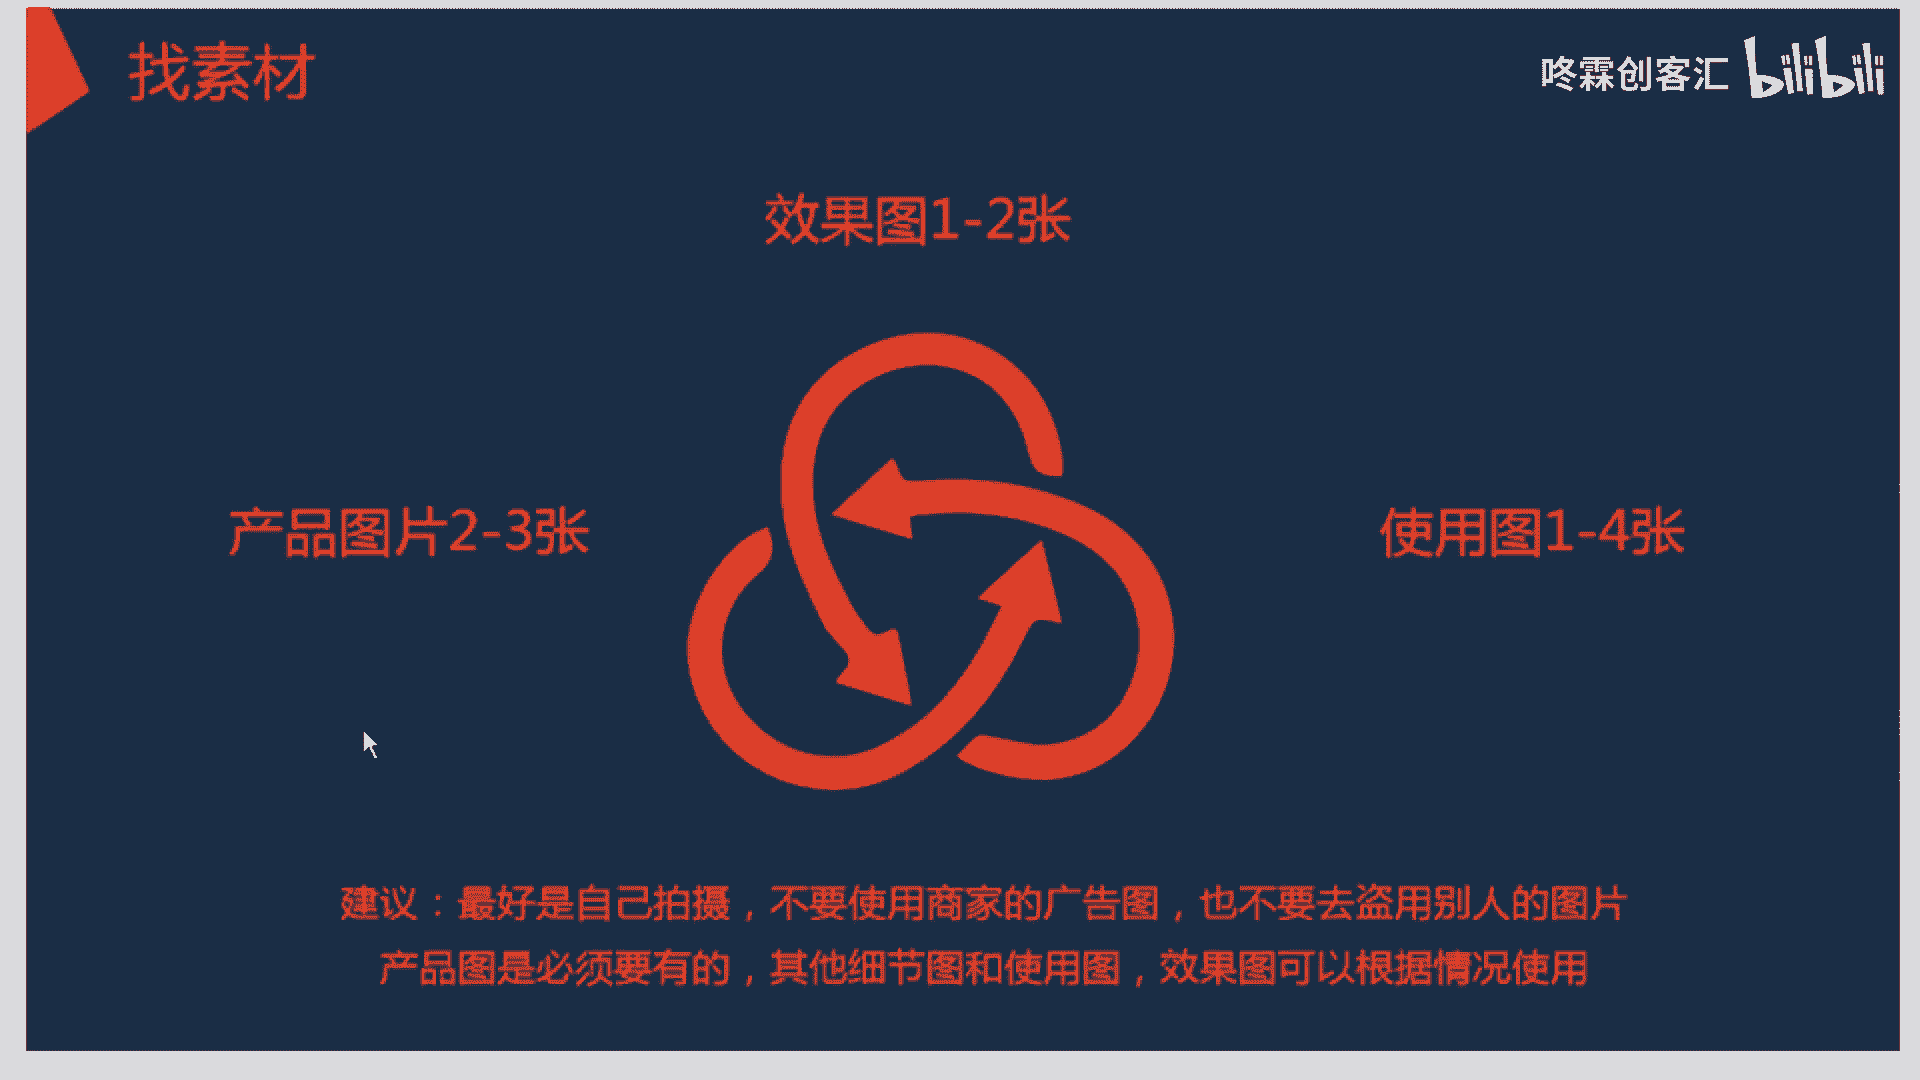 找素材
咚霖创客汇 bilibili
效果图1-2张
产品图片2-3张
使用图1-4张
建议：最好是自己拍摄，不要使用商家的广告图，也不要去盗用别人的图片
产品图是必须要有的，其他细节图和使用图，效果图可以根据情况使用